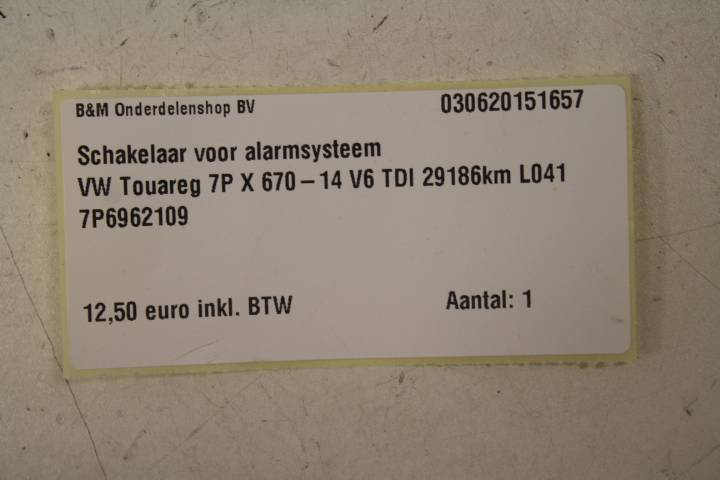 B&M Onderdelenshop BV 030620151657
Schakelaar voor alarmsysteem
VW Touareg 7P X 670 – 14 V6 TDI 29186km L041
7P6962109
12,50 euro inkl. BTW Aantal: 1